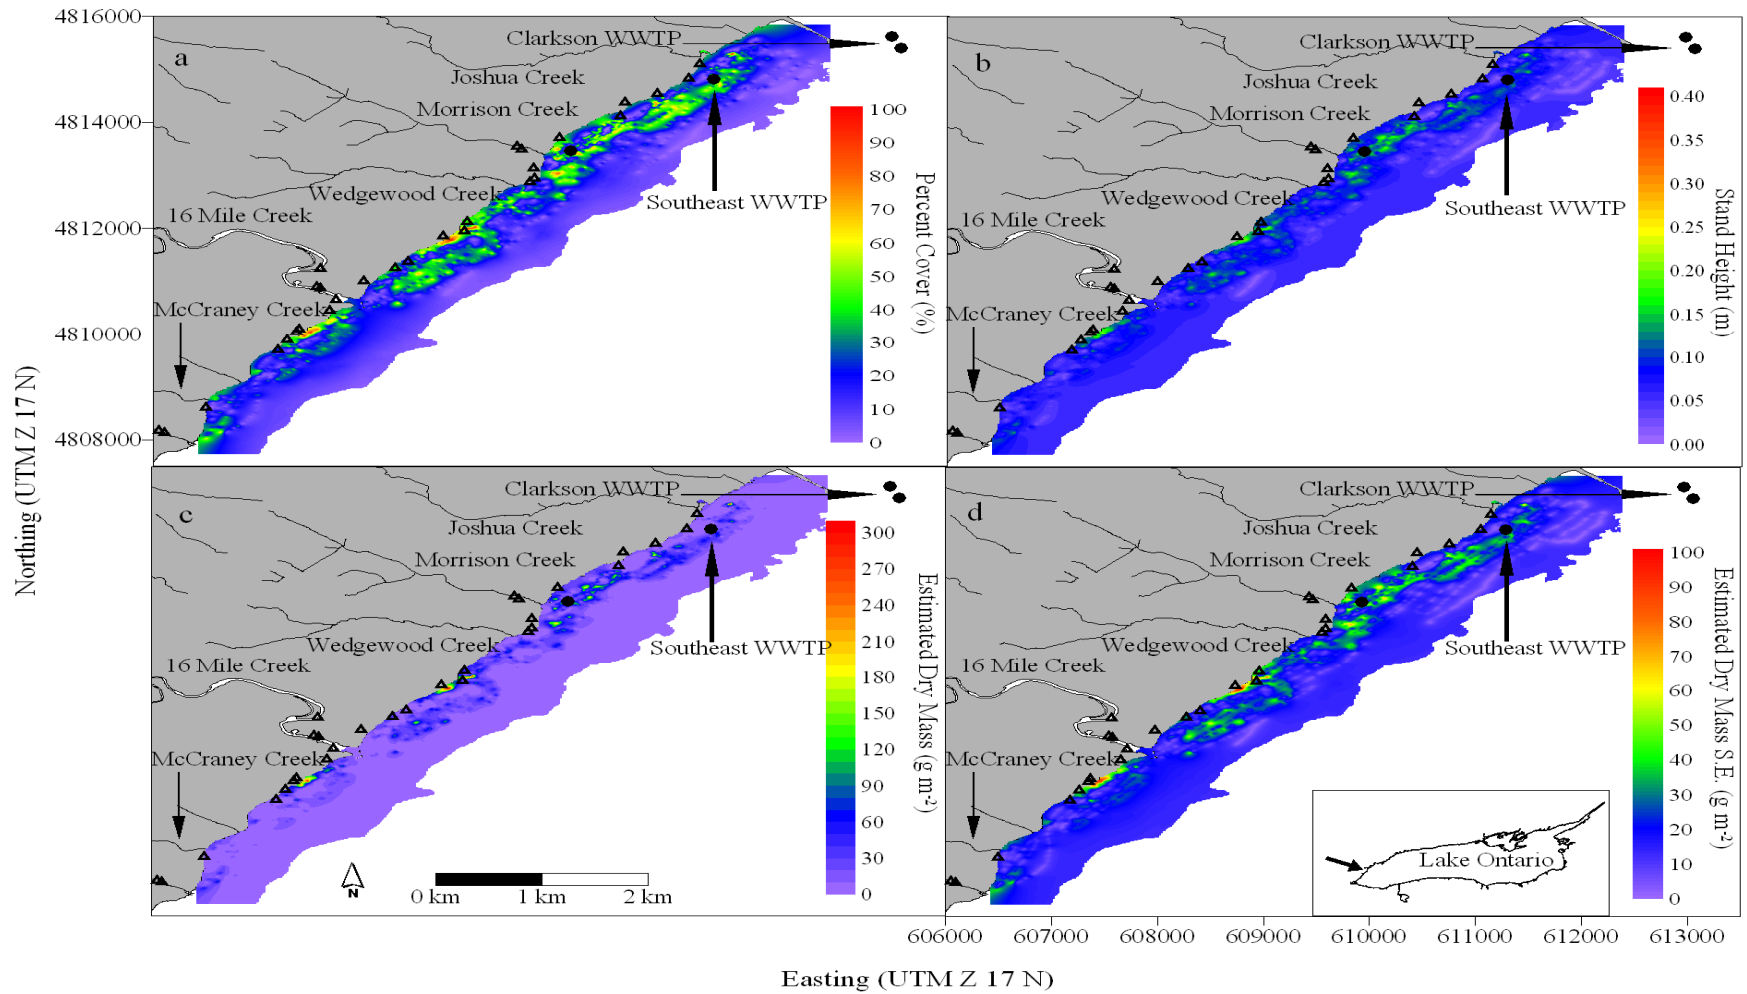 4816000
4814000
4812000
4810000
4808000
Northing (UTM Z 17 N)
a
Clarkson WWTP
Joshua Creek
Morrison Creek
Wedgewood Creek
16 Mile Creek
McCraney Creek
Southeast WWTP
100
90
80
70
60
50
40
30
20
10
0
Percent Cover (%)
b
Clarkson WWTP
Joshua Creek
Morrison Creek
Wedgewood Creek
16 Mile Creek
McCraney Creek
Southeast WWTP
0.40
0.35
0.30
0.25
0.20
0.15
0.10
0.05
0.00
Stand Height (m)
c
Clarkson WWTP
Joshua Creek
Morrison Creek
Wedgewood Creek
16 Mile Creek
McCraney Creek
Southeast WWTP
300
270
240
210
180
150
120
90
60
30
0
Estimated Dry Mass (g m-2)
N
0 km 1 km 2 km
d
Clarkson WWTP
Joshua Creek
Morrison Creek
Wedgewood Creek
16 Mile Creek
McCraney Creek
Southeast WWTP
100
90
80
70
60
50
40
30
20
10
0
Estimated Dry Mass S.E. (g m-2)
Lake Ontario
606000 607000 608000 609000 610000 611000 612000 613000
Easting (UTM Z 17 N)